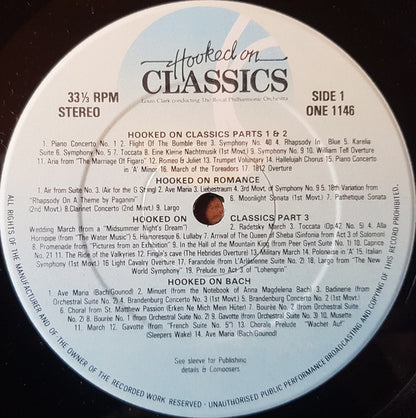 Hooked on
CLASSICS
Louis Clark conducting The Royal Philharmonic Orchestra
33⅓ RPM
STEREO
SIDE 1
ONE 1146
HOOKED ON CLASSICS PARTS 1 & 2
1. Piano Concerto No. 1 2. Flight Of The Bumble Bee 3. Symphony No. 40 4. Rhapsody In Blue 5. Karelia
Suite 6. Symphony No 5 7. Toccata 8. Eine Kleine Nachtmusik (1st Movt.) 9. Symphony No. 9 10. William Tell Overture
11. Aria from "The Marriage Of Figaro" 12. Romeo & Juliet 13. Trumpet Voluntary 14. Hallelujah Chorus 15. Piano Concerto
in 'A' Minor 16. March of the Toreadors 17. 1812 Overture
HOOKED ON ROMANCE
1. Air from Suite No. 3 (Air for the G String 2. Ave Maria 3. Liebestraum 4. 3rd Movt. of Symphony No. 9 5. 18th Variation from
"Rhapsody On A Theme by Paganini" 6. Moonlight Sonata (1st Movt.) 7. Pathetique Sonata
(2nd Movt.) 8. Clarinet Concerto (2nd Movt.) 9. Largo
HOOKED ON CLASSICS PART 3
Wedding March (from a "Midsummer Night's Dream") 2. Radetsky March 3. Toccata (Op.42. No. 5) 4. Alla
Hornpipe (from "The Water Music") 5. Humoresque 6. Lullaby 7. Arrival of The Queen of Sheba (Sinfonia from Act 3 of Solomon)
8. Promenade from "Pictures from an Exhibition" 9. In the Hall of the Mountain King (from Peer Gynt Suite No. 1) 10. Caprice
No. 21 11. The Ride of the Valkyries 12. Fingal's Cave (The Hebrides Overture) 13. Military March 14. Polonaise in 'A' 15. Italian
Symphony (1st Movt.) 16. Light Cavalry Overture 17. Farandole (from L'Arlesienne Suite No. 2) 18. Largo (from "The New
World Symphony") 19. Prelude to Act 3 of "Lohengrin"
HOOKED ON BACH
1. Ave Maria (Bach/Gounod) 2. Minuet (from the Notebook of Anna Magdelena Bach) 3. Badinerie (from
Orchestral Suite No. 2) 4. Brandenburg Concerto No. 3 (1st Movt.) 5. Brandenburg Concerto No. 2 (1st Movt.)
6. Choral from St. Matthew Passion (Erken Ne Mich Mein Hüter) 7. Bourée No. 1 (from Orchestral Suite
No. 2) 8. Bourée No. 1 (from Orchestral Suite No. 2) 9. Gavotte (from Orchestral Suite No. 3)
11. March 12. Gavotte (from "French Suite No. 5") 13. Chorale Prelude "Wachet Auf"
(Sleepers Wake) 14. Ave Maria (Bach/Gounod)
See sleeve for Publishing
details & Composers
ALL RIGHTS OF THE MANUFACTURER AND OF THE OWNER OF THE RECORDED WORK RESERVED - UNAUTHORISED PUBLIC PERFORMANCE BROADCASTING AND COPYING OF THIS RECORD PROHIBITED